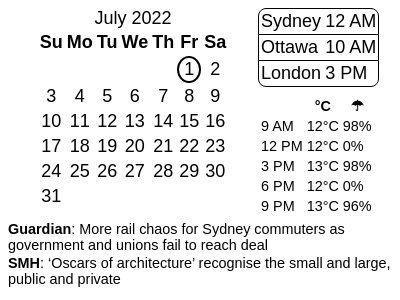 July 2022
Su Mo Tu We Th Fr Sa
1 2
3 4 5 6 7 8 9
10 11 12 13 14 15 16
17 18 19 20 21 22 23
24 25 26 27 28 29 30
31
Sydney 12 AM
Ottawa 10 AM
London 3 PM
°C ☂
9 AM 12°C 98%
12 PM 12°C 0%
3 PM 13°C 98%
6 PM 12°C 0%
9 PM 13°C 96%
Guardian: More rail chaos for Sydney commuters as
government and unions fail to reach deal
SMH: ‘Oscars of architecture’ recognise the small and large,
public and private